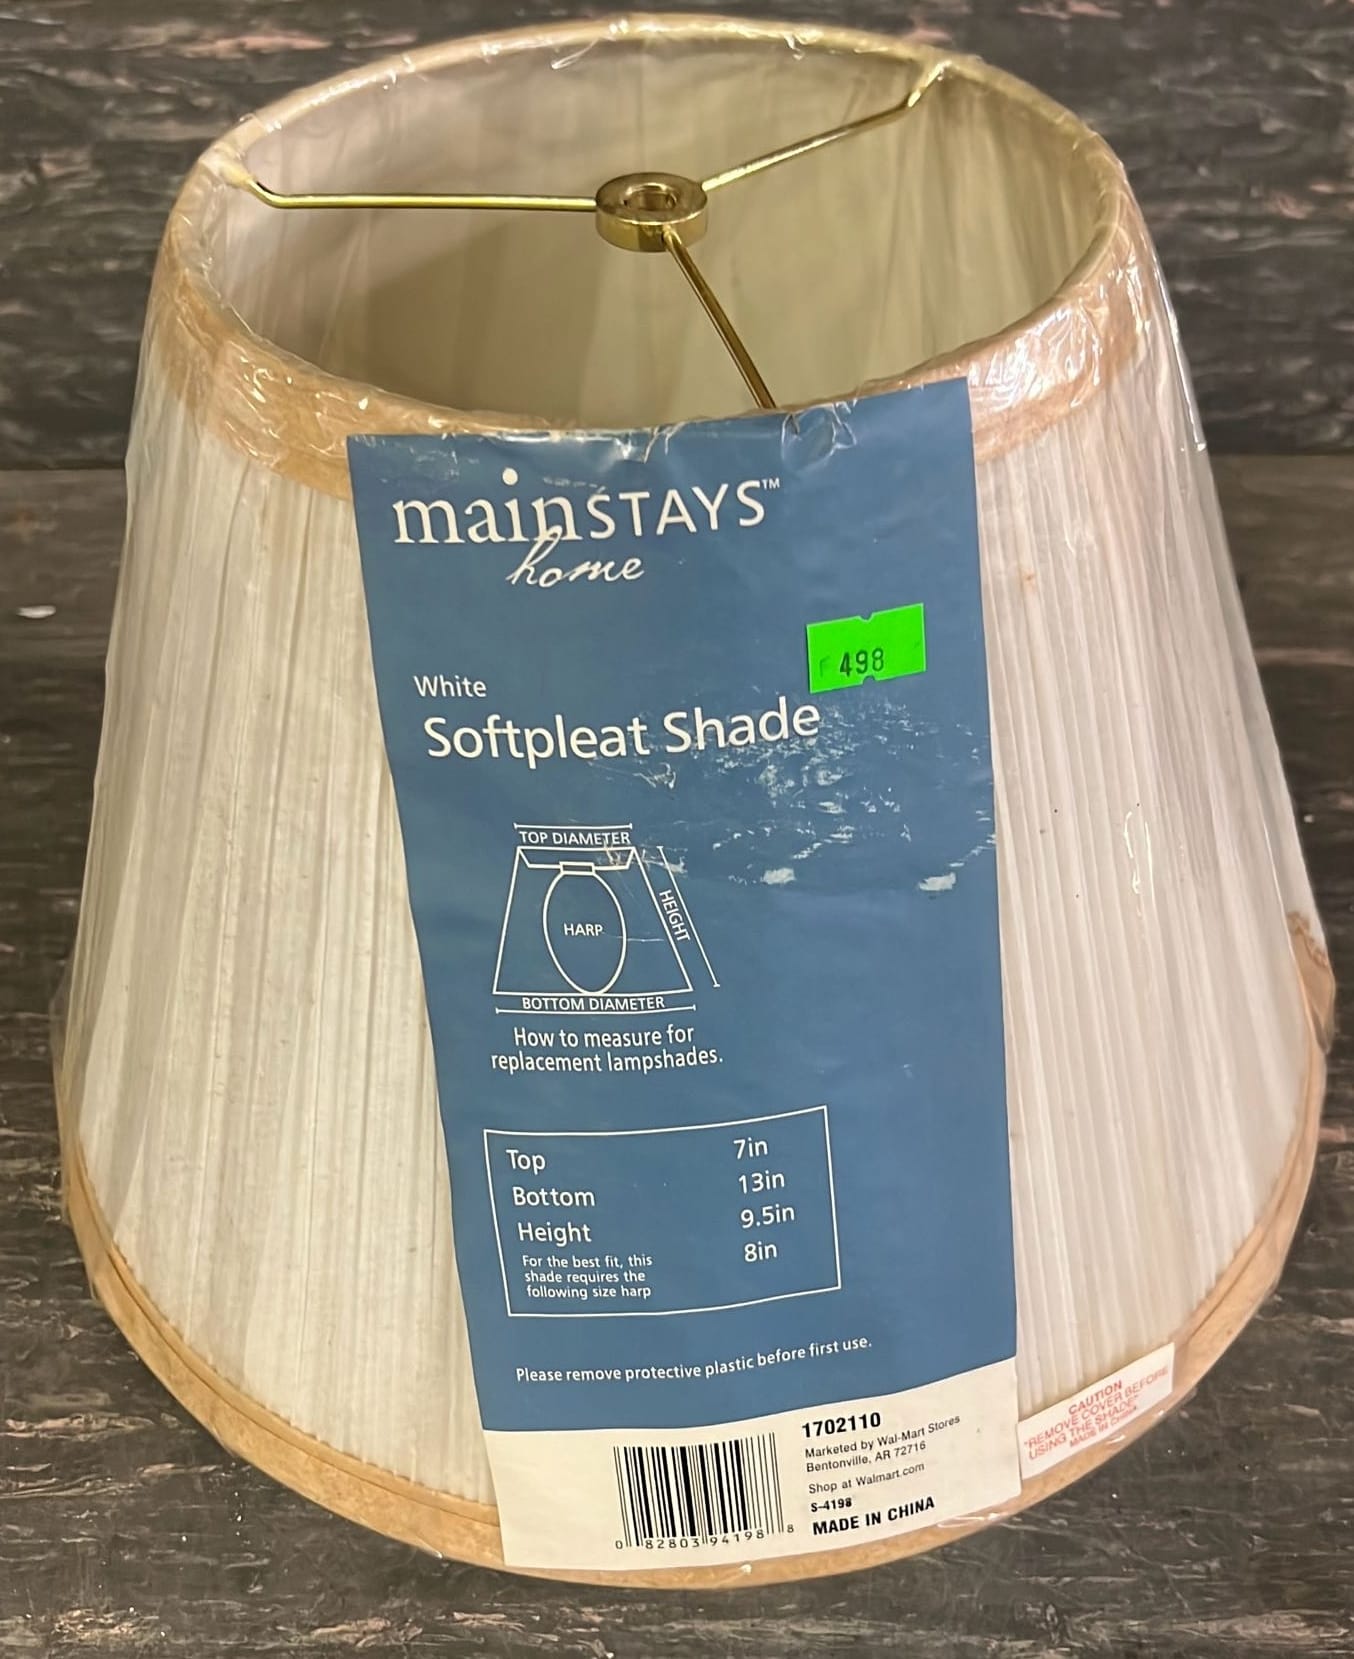 mainSTAYS™
home
F 498
White
Softpleat Shade
TOP DIAMETER
HARP
HEIGHT
BOTTOM DIAMETER
How to measure for
replacement lampshades.
Top 7in
Bottom 13in
Height 9.5in
For the best fit, this 8in
shade requires the
following size harp
Please remove protective plastic before first use.
1702110
Marketed by Wal-Mart Stores
Bentonville, AR 72716
Shop at Walmart.com
S-4198
MADE IN CHINA
0 82803 94198 8
CAUTION
"REMOVE COVER BEFORE
USING THE SHADE"
MADE IN CHINA